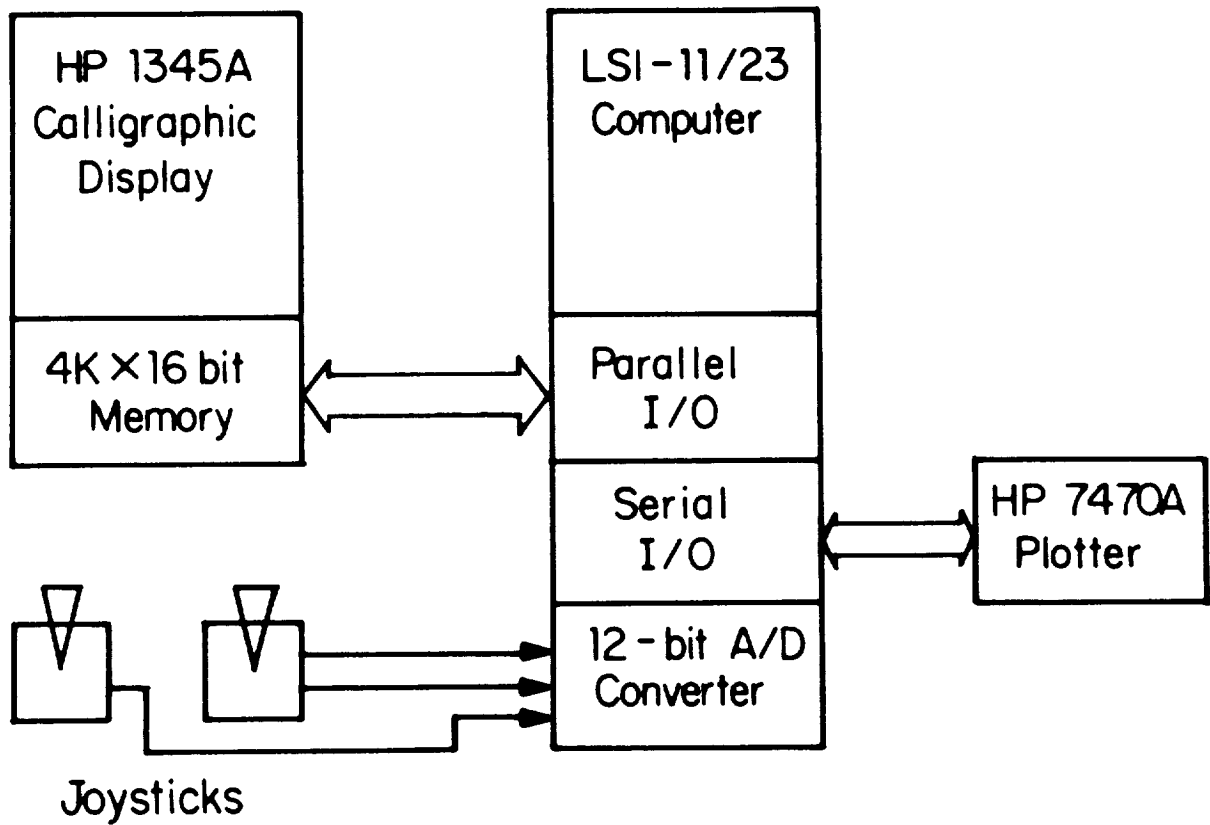 HP 1345A
Calligraphic
Display
4K × 16 bit
Memory
LSI-11/23
Computer
Parallel
I/O
Serial
I/O
12-bit A/D
Converter
HP 7470A
Plotter
Joysticks